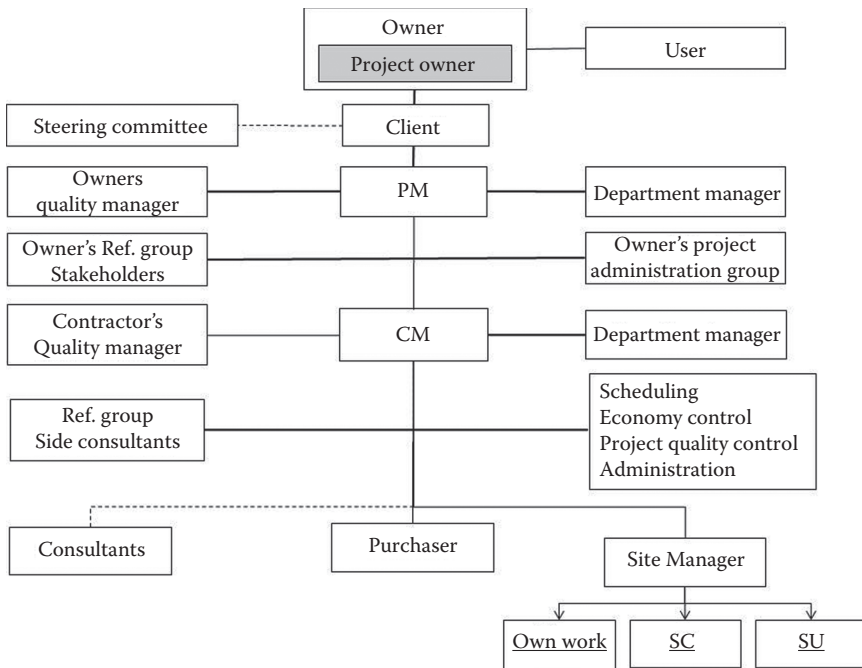 Owner
Project owner
User
Steering committee
Client
Owners
quality manager
PM
Department manager
Owner's Ref. group
Stakeholders
Owner's project
administration group
Contractor's
Quality manager
CM
Department manager
Ref. group
Side consultants
Scheduling
Economy control
Project quality control
Administration
Consultants
Purchaser
Site Manager
Own work
SC
SU